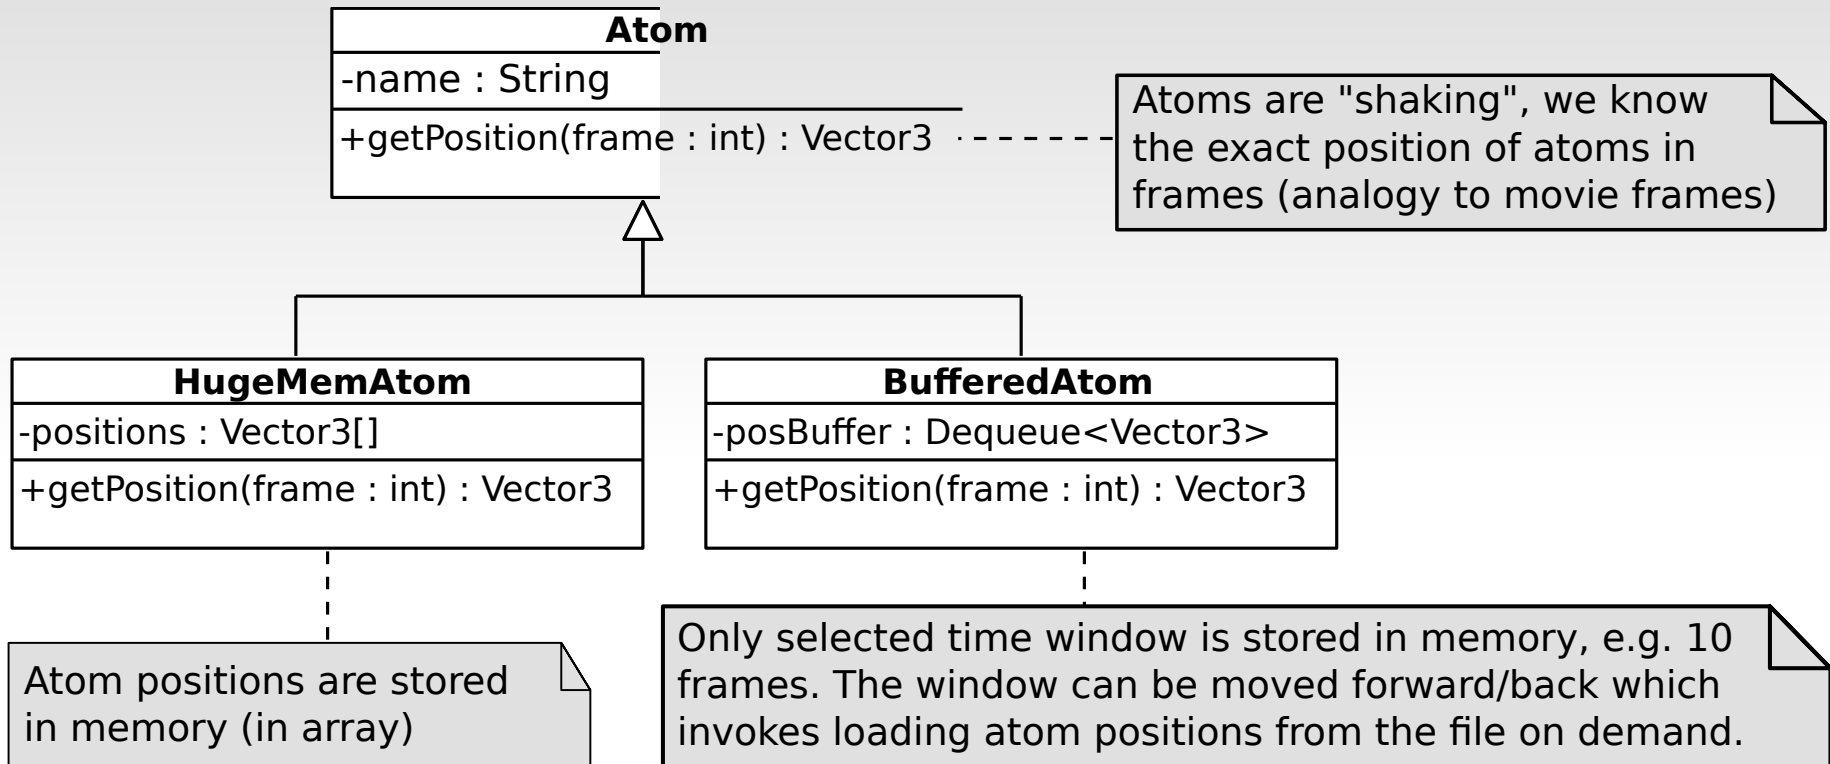 Atom
-name : String
+getPosition(frame : int) : Vector3
Atoms are "shaking", we know
the exact position of atoms in
frames (analogy to movie frames)
HugeMemAtom
-positions : Vector3[]
+getPosition(frame : int) : Vector3
BufferedAtom
-posBuffer : Dequeue<Vector3>
+getPosition(frame : int) : Vector3
Atom positions are stored
in memory (in array)
Only selected time window is stored in memory, e.g. 10
frames. The window can be moved forward/back which
invokes loading atom positions from the file on demand.